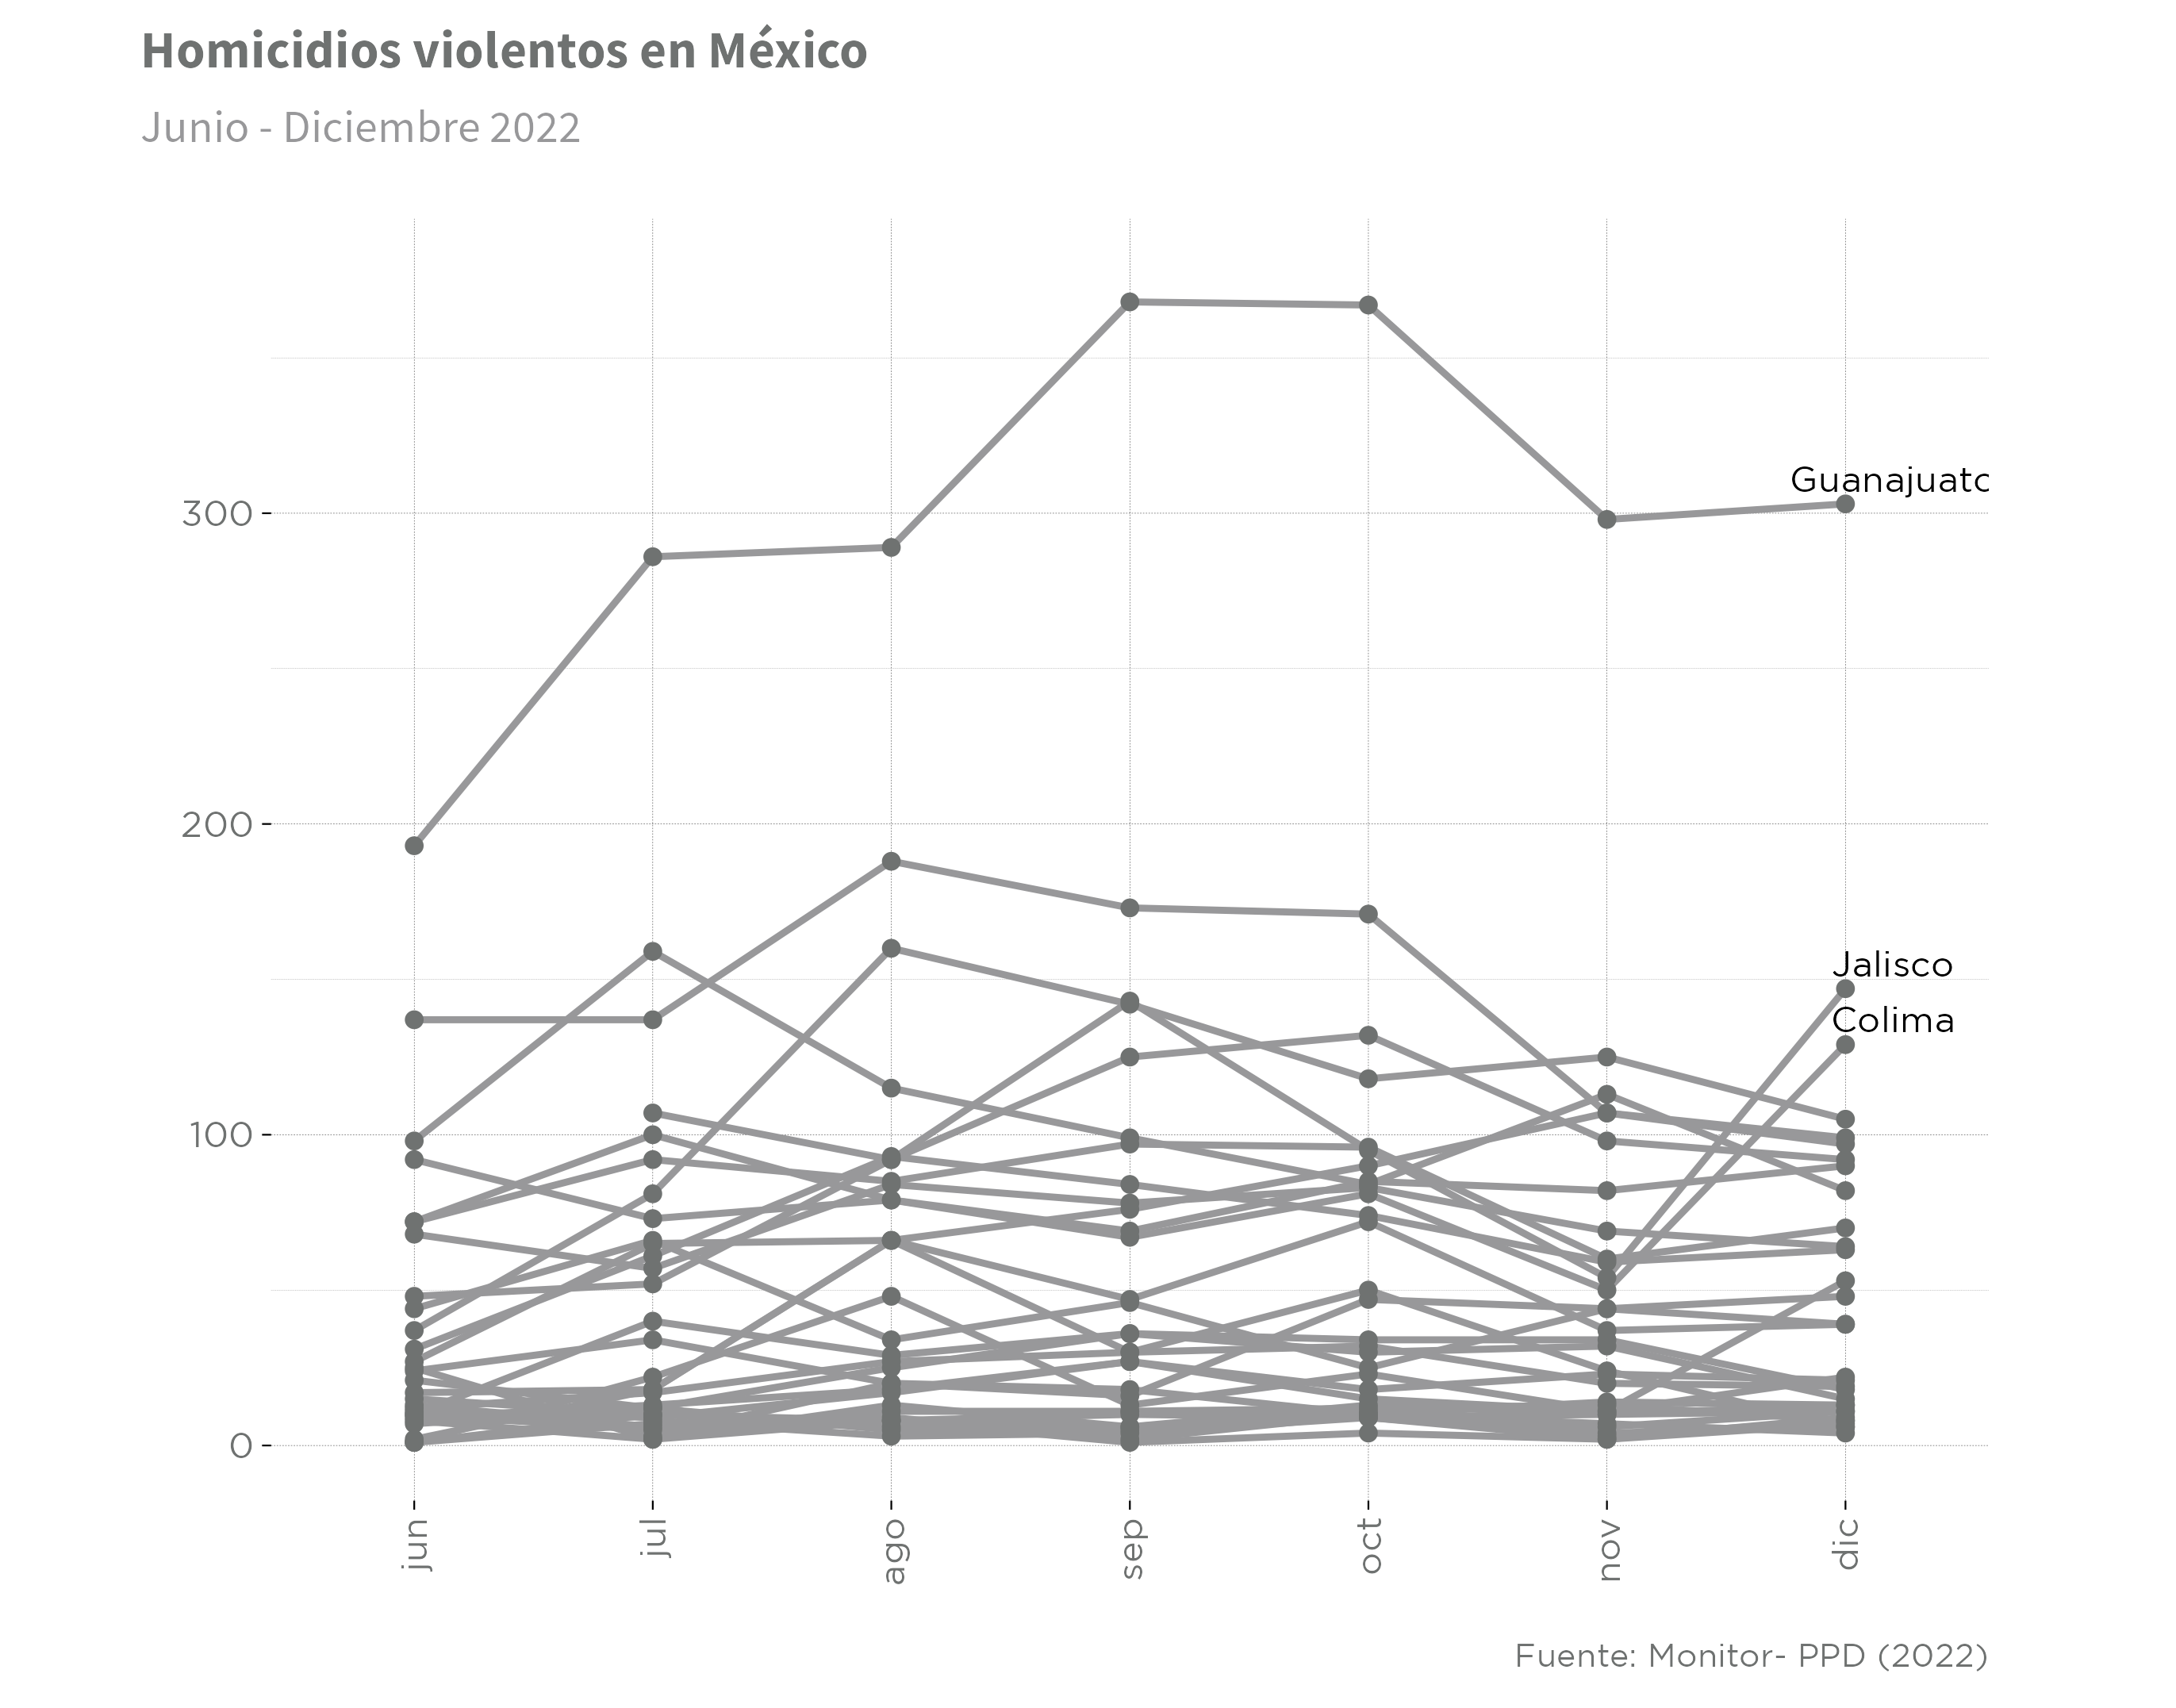 Homicidios violentos en México
Junio - Diciembre 2022
Guanajuato
300
200
Jalisco
Colima
100
0
jun
jul
ago
sep
oct
nov
dic
Fuente: Monitor- PPD (2022)